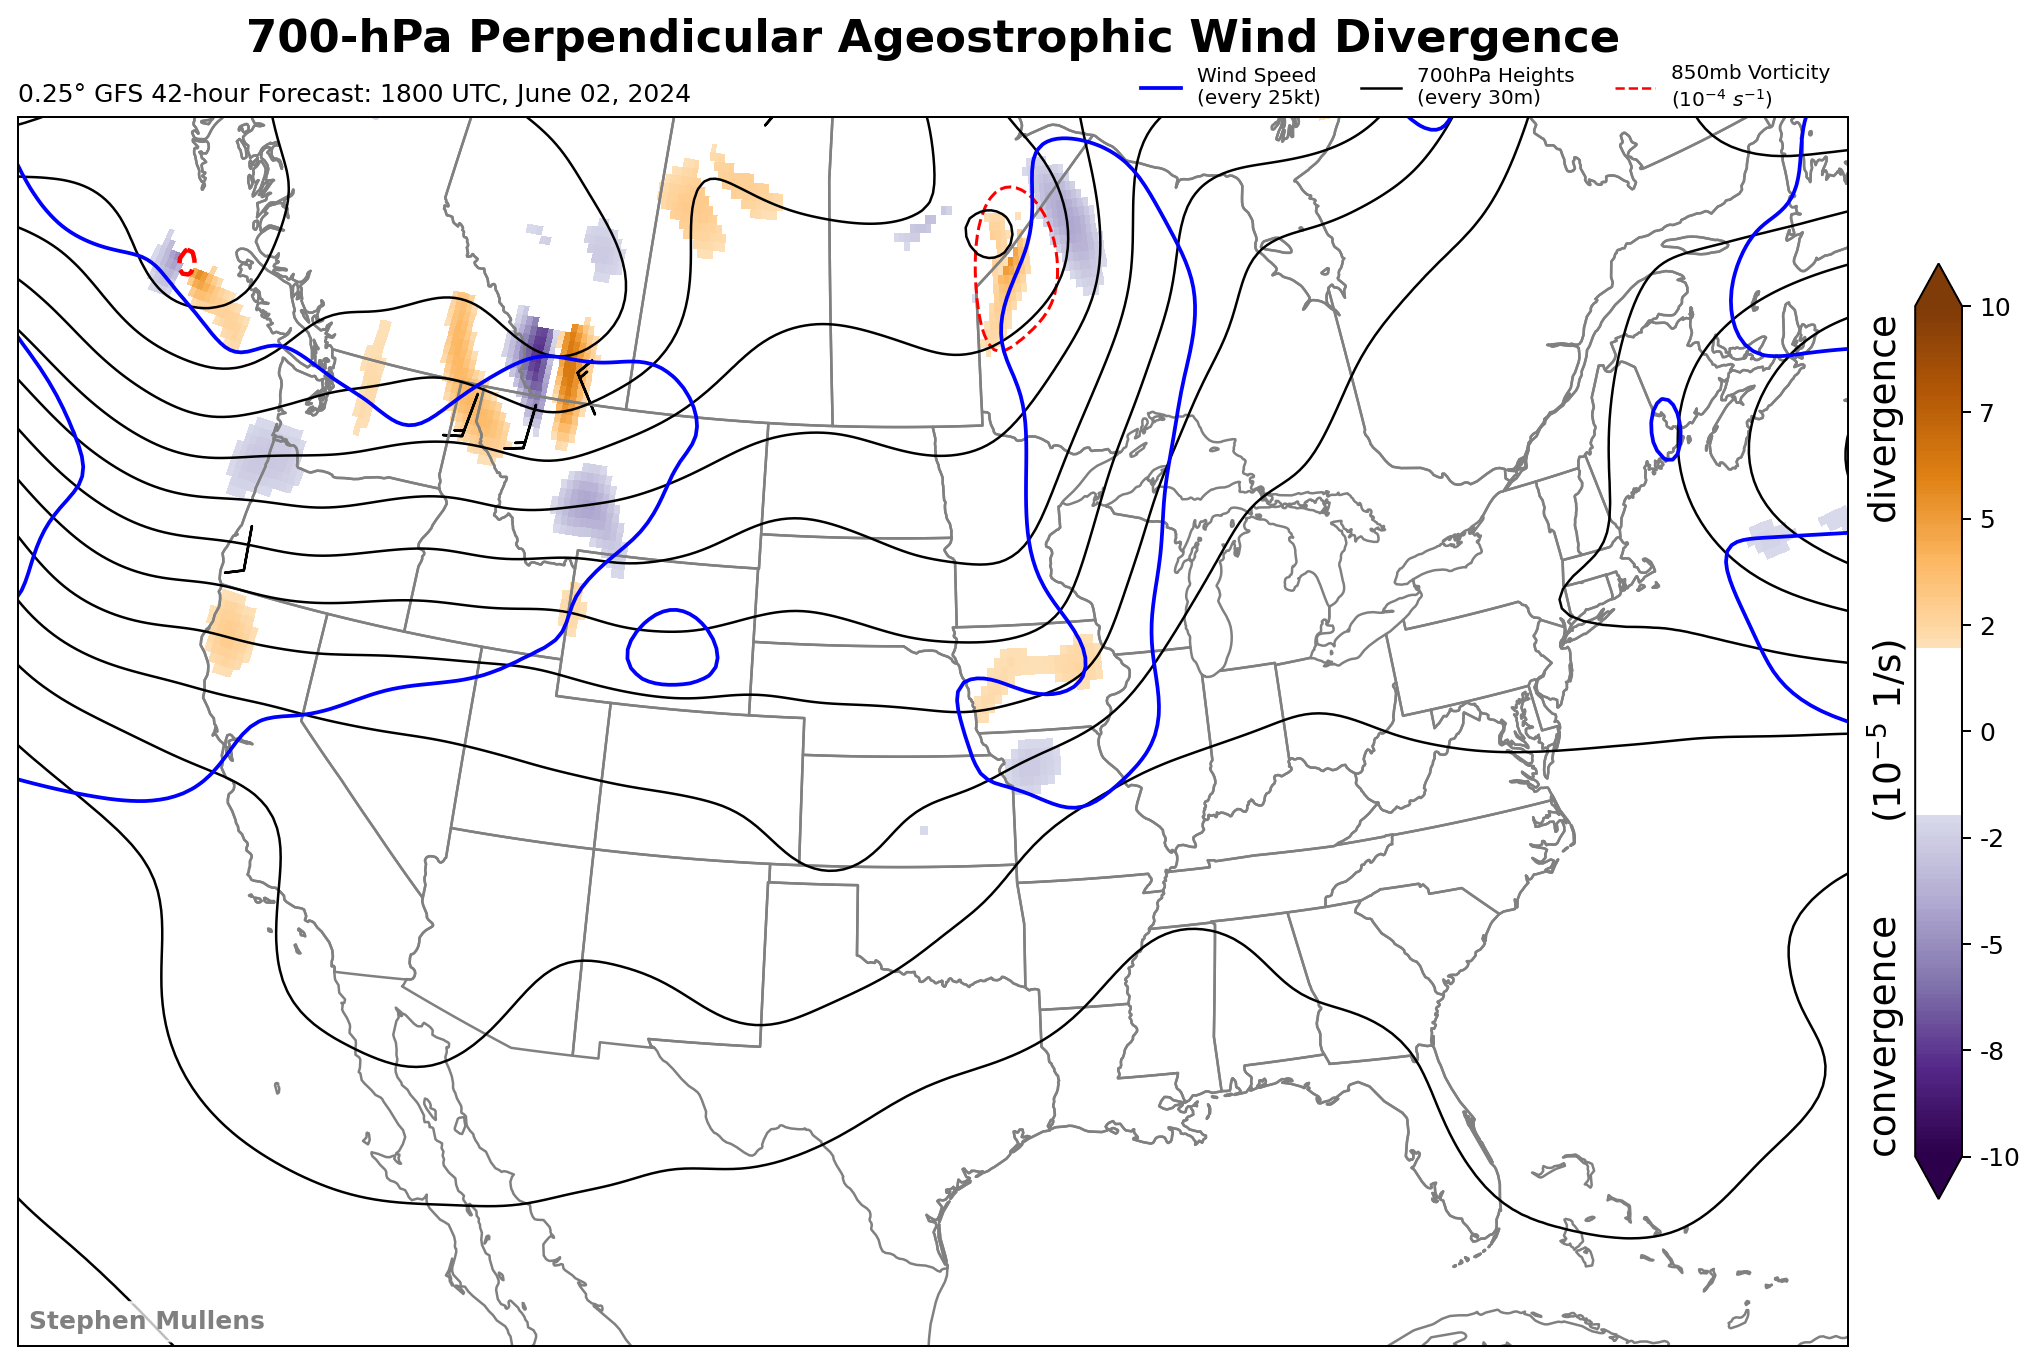 700-hPa Perpendicular Ageostrophic Wind Divergence
0.25° GFS 42-hour Forecast: 1800 UTC, June 02, 2024
Wind Speed
(every 25kt)
700hPa Heights
(every 30m)
850mb Vorticity
(10⁻⁴ s⁻¹)
10
7
5
2
0
-2
-5
-8
-10
convergence (10⁻⁵ 1/s) divergence
Stephen Mullens